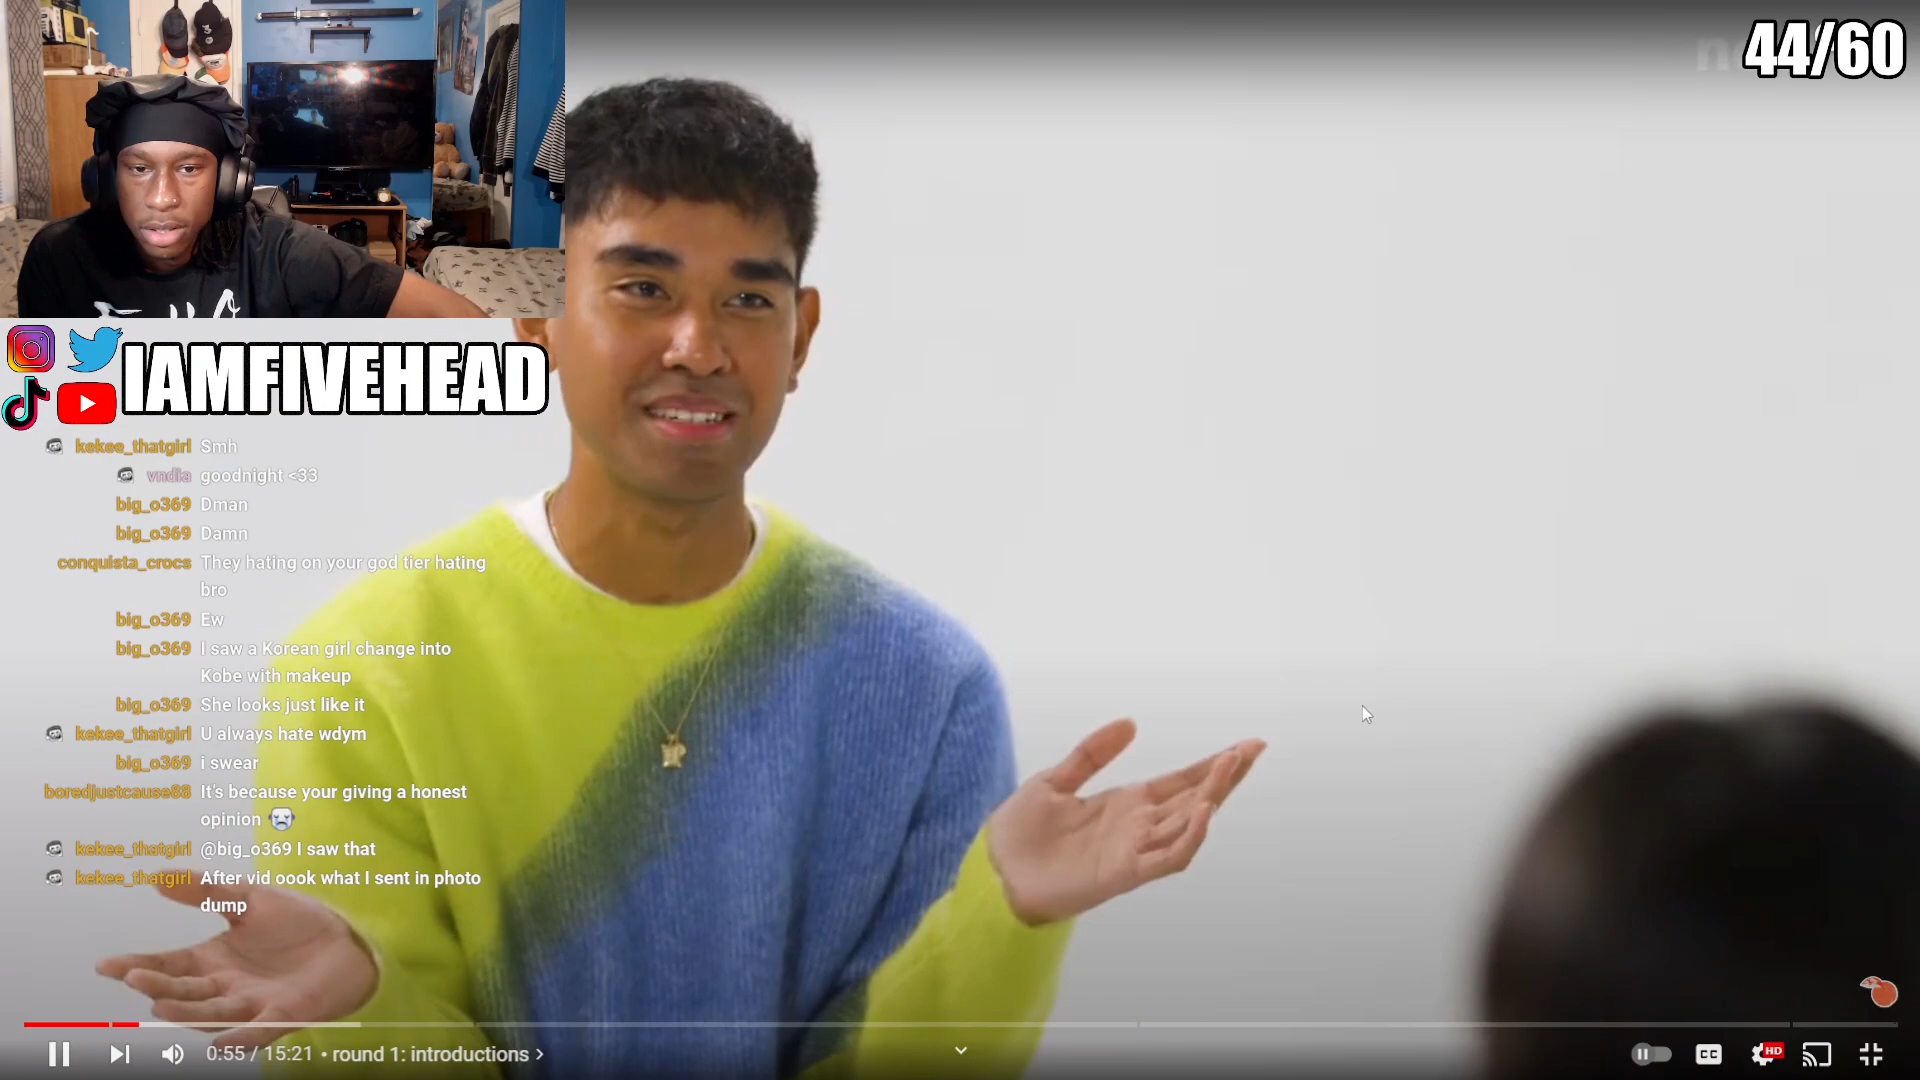 44/60
IAMFIVEHEAD
kekee_thatgirl Smh
vndia goodnight <33
big_o369 Dman
big_o369 Damn
conquista_crocs They hating on your god tier hating
bro
big_o369 Ew
big_o369 I saw a Korean girl change into
Kobe with makeup
big_o369 She looks just like it
kekee_thatgirl U always hate wdym
big_o369 i swear
boredjustcause88 It's because your giving a honest
opinion
kekee_thatgirl @big_o369 I saw that
kekee_thatgirl After vid oook what I sent in photo
dump
0:55 / 15:21 • round 1: introductions >
CC
HD